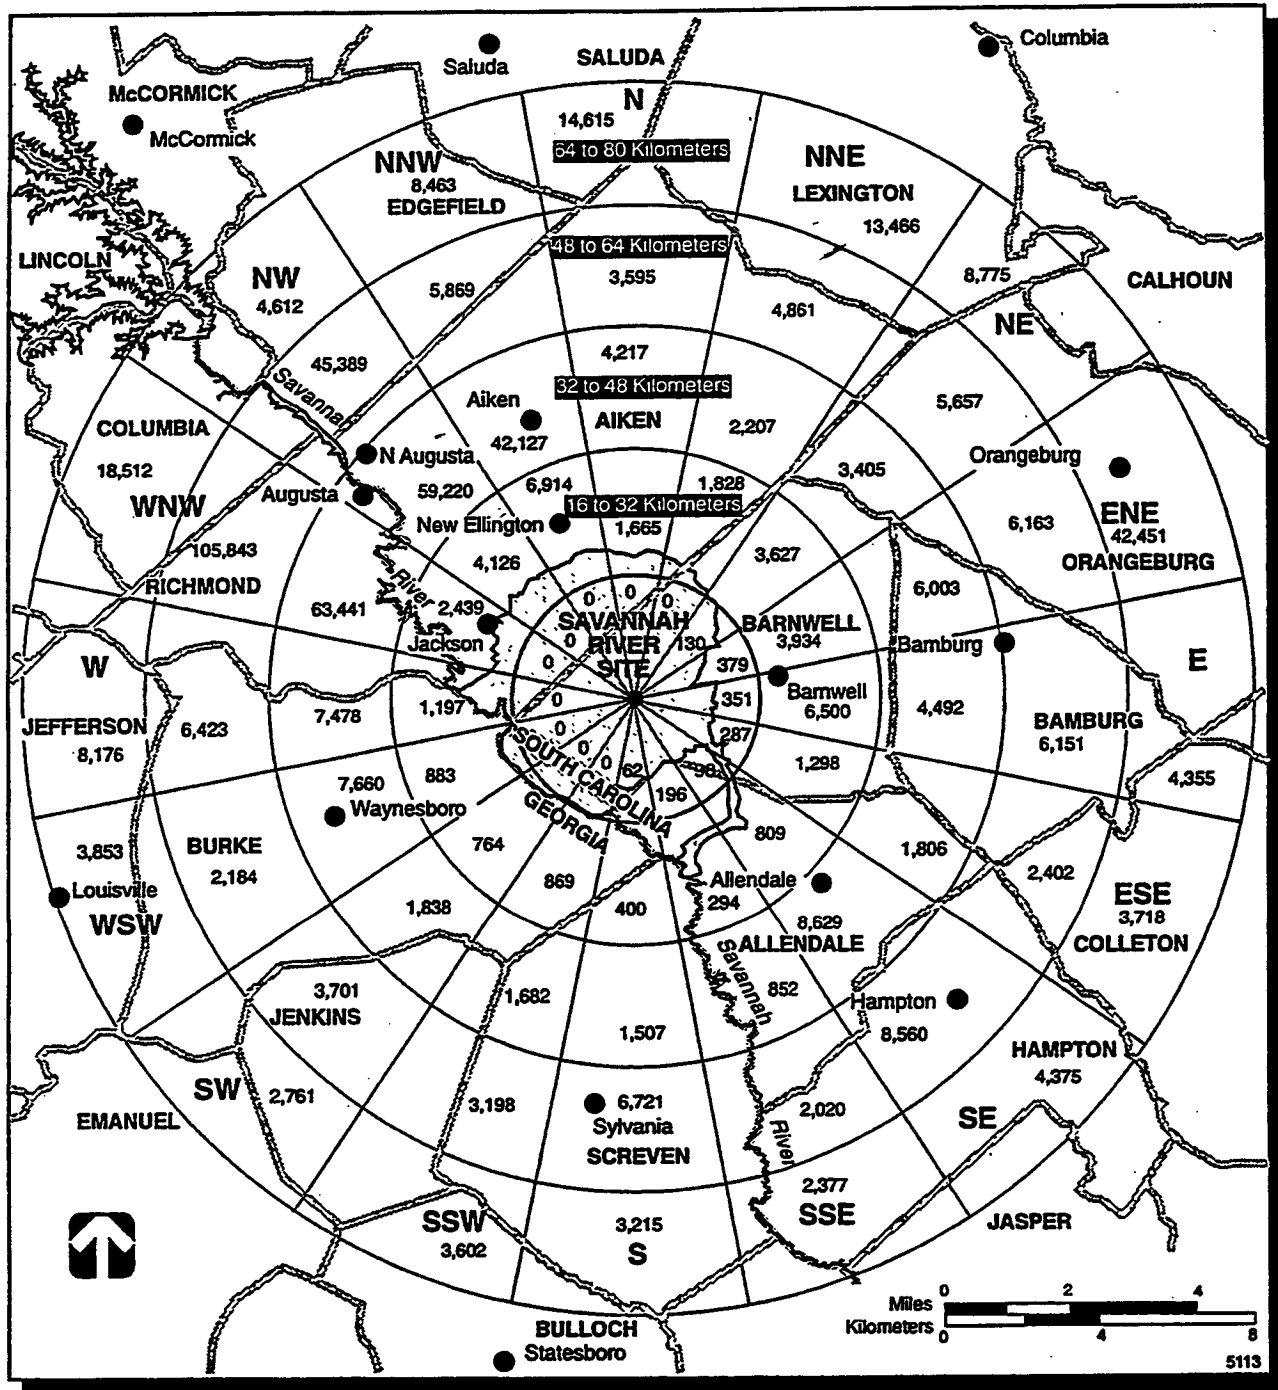 Columbia
Saluda
SALUDA
McCORMICK
McCormick
N
14,615
64 to 80 Kilometers
NNW
8,463
EDGEFIELD
NNE
LEXINGTON
13,466
LINCOLN
NW
4,612
48 to 64 Kilometers
3,595
5,869
4,861
8,775
CALHOUN
NE
45,389
4,217
32 to 48 Kilometers
Savannah
Aiken
AIKEN
42,127
2,207
5,657
COLUMBIA
18,512
WNW
N Augusta
Augusta
59,220
6,914
1,828
3,405
Orangeburg
16 to 32 Kilometers
New Ellington
1,665
6,163
ENE
42,451
ORANGEBURG
105,843
RICHMOND
4,126
3,627
River
63,441
2,439
Jackson
0
0
0
0
SAVANNAH
RIVER
SITE
130
BARNWELL
3,934
6,003
Bamburg
0
379
W
E
JEFFERSON
8,176
6,423
7,478
1,197
0
351
Barnwell
6,500
4,492
BAMBURG
6,151
0
0
0
287
SOUTH CAROLINA
GEORGIA
62
98
196
1,298
4,355
7,660
Waynesboro
883
764
809
1,806
3,853
Louisville
WSW
BURKE
2,184
869
400
Allendale
294
2,402
ESE
3,718
COLLETON
1,838
8,629
ALLENDALE
Savannah
3,701
JENKINS
1,682
852
Hampton
8,560
1,507
HAMPTON
4,375
SW
2,761
EMANUEL
3,198
6,721
Sylvania
SCREVEN
2,020
River
SE
2,377
SSE
SSW
3,602
3,215
S
JASPER
BULLOCH
Statesboro
0 2 4
Miles
Kilometers
0 4 8
5113